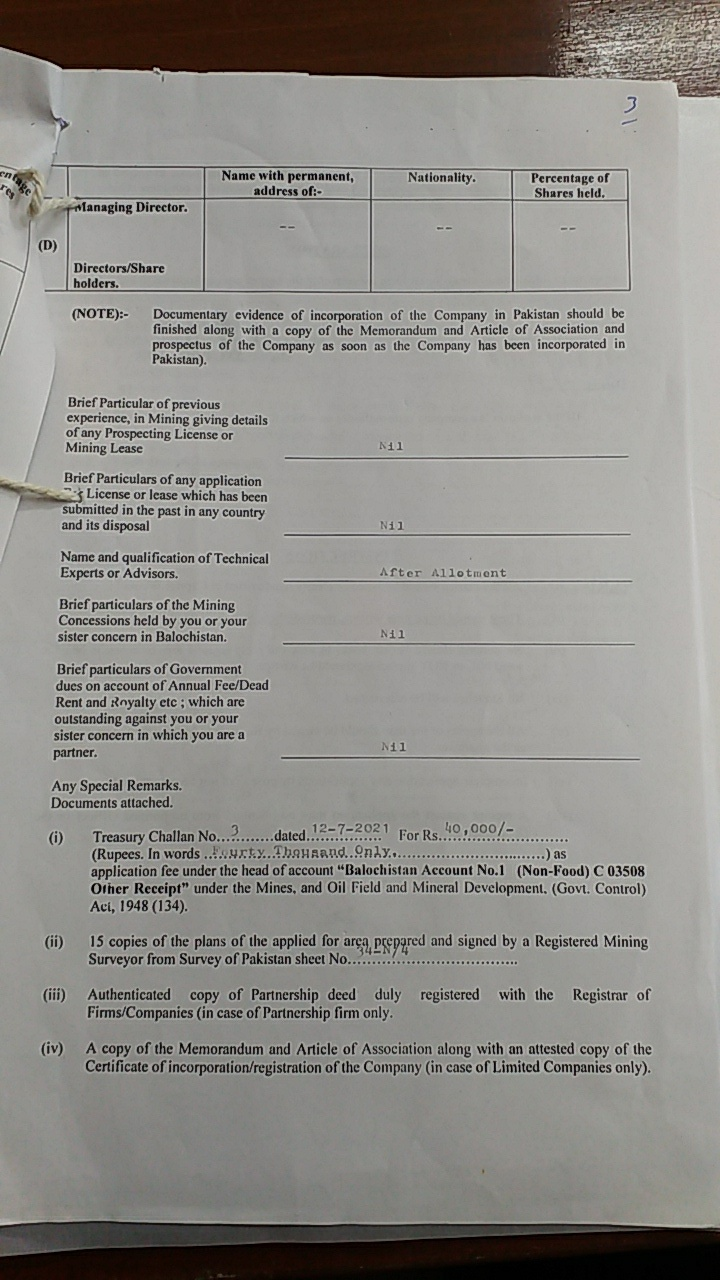 3
entage
res
Name with permanent, address of:-
Nationality.
Percentage of Shares held.
(D)
Managing Director.
--
--
--
Directors/Share
holders.
(NOTE):- Documentary evidence of incorporation of the Company in Pakistan should be
finished along with a copy of the Memorandum and Article of Association and
prospectus of the Company as soon as the Company has been incorporated in
Pakistan).
Brief Particular of previous
experience, in Mining giving details
of any Prospecting License or
Mining Lease Nil
Brief Particulars of any application
License or lease which has been
submitted in the past in any country
and its disposal Nil
Name and qualification of Technical
Experts or Advisors. After Allotment
Brief particulars of the Mining
Concessions held by you or your
sister concern in Balochistan. Nil
Brief particulars of Government
dues on account of Annual Fee/Dead
Rent and Royalty etc ; which are
outstanding against you or your
sister concern in which you are a
partner. Nil
Any Special Remarks.
Documents attached.
(i) Treasury Challan No...3........dated.12-7-2021 For Rs.40,000/-............
(Rupees. In words ..Fourty Thousand Only...............................) as
application fee under the head of account “Balochistan Account No.1 (Non-Food) C 03508
Other Receipt” under the Mines, and Oil Field and Mineral Development. (Govt. Control)
Act, 1948 (134).
(ii) 15 copies of the plans of the applied for area prepared and signed by a Registered Mining
Surveyor from Survey of Pakistan sheet No...34-N/4.........................
(iii) Authenticated copy of Partnership deed duly registered with the Registrar of
Firms/Companies (in case of Partnership firm only.
(iv) A copy of the Memorandum and Article of Association along with an attested copy of the
Certificate of incorporation/registration of the Company (in case of Limited Companies only).